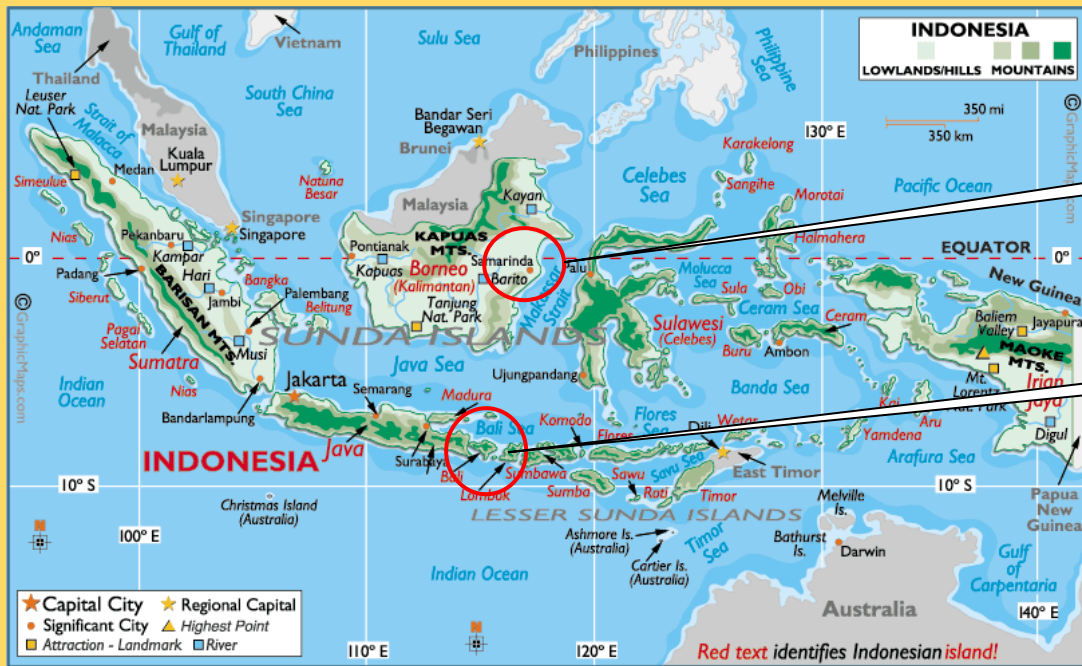 Andaman
Sea
Gulf of
Thailand
Vietnam
Sulu Sea
Philippines
Philippine
Sea
INDONESIA
LOWLANDS/HILLS MOUNTAINS
350 mi
350 km
©GraphicMaps.com
Thailand
Leuser
Nat. Park
Strait of
Malacca
South China
Sea
Malaysia
Kuala
Lumpur
Medan
Simeulue
Natuna
Besar
Bandar Seri
Begawan
Brunei
Malaysia
Kayan
Celebes
Sea
Karakelong
130° E
Sangihe
Morotai
Pacific Ocean
Halmahera
Singapore
Singapore
Nias
Pekanbaru
Kampar
Hari
Pontianak
KAPUAS
MTS.
Kapuas
Borneo
(Kalimantan)
Samarinda
Barito
Palu
Molucca
Sea
EQUATOR
0°
0°
New Guinea
Padang
Siberut
BARISAN MTS.
Bangka
Jambi
Palembang
Belitung
Tanjung
Nat. Park
Makassar
Strait
Sula
Obi
Ceram Sea
Ceram
Sulawesi
(Celebes)
Buru
Ambon
Baliem
Valley
Jayapura
MAOKE
MTS.
©GraphicMaps.com
Pagai
Selatan
Sumatra
Musi
SUNDA ISLANDS
Java Sea
Ujungpandang
Banda Sea
Mt.
Lorentz
Nat. Park
Irian
Jaya
Indian
Ocean
Nias
Bandarlampung
Jakarta
Semarang
Madura
Bali Sea
Komodo
Flores
Sea
Flores
Wetar
Dili
Kai
Aru
Yamdena
Digul
Arafura Sea
INDONESIA
Java
Surabaya
Bali
Lombok
Sumbawa
Sumba
Sawu
Savu Sea
Roti
Timor
East Timor
10° S
10° S
Christmas Island
(Australia)
LESSER SUNDA ISLANDS
Melville
Is.
Papua
New
Guinea
N
100° E
Ashmore Is.
(Australia)
Cartier Is.
(Australia)
Timor
Sea
Bathurst
Is.
Darwin
Gulf
of
Carpentaria
Indian Ocean
Australia
140° E
Capital City
Regional Capital
Significant City
Highest Point
Attraction - Landmark
River
N
110° E
120° E
Red text identifies Indonesian island!